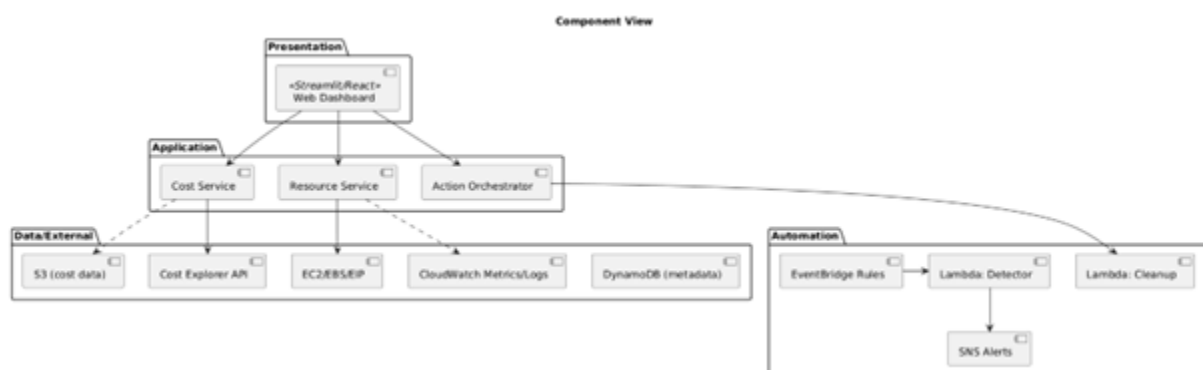 Component View
Presentation
«Streamlit/React»
Web Dashboard
Application
Cost Service
Resource Service
Action Orchestrator
Data/External
S3 (cost data)
Cost Explorer API
EC2/EBS/EIP
CloudWatch Metrics/Logs
DynamoDB (metadata)
Automation
EventBridge Rules
Lambda: Detector
Lambda: Cleanup
SNS Alerts